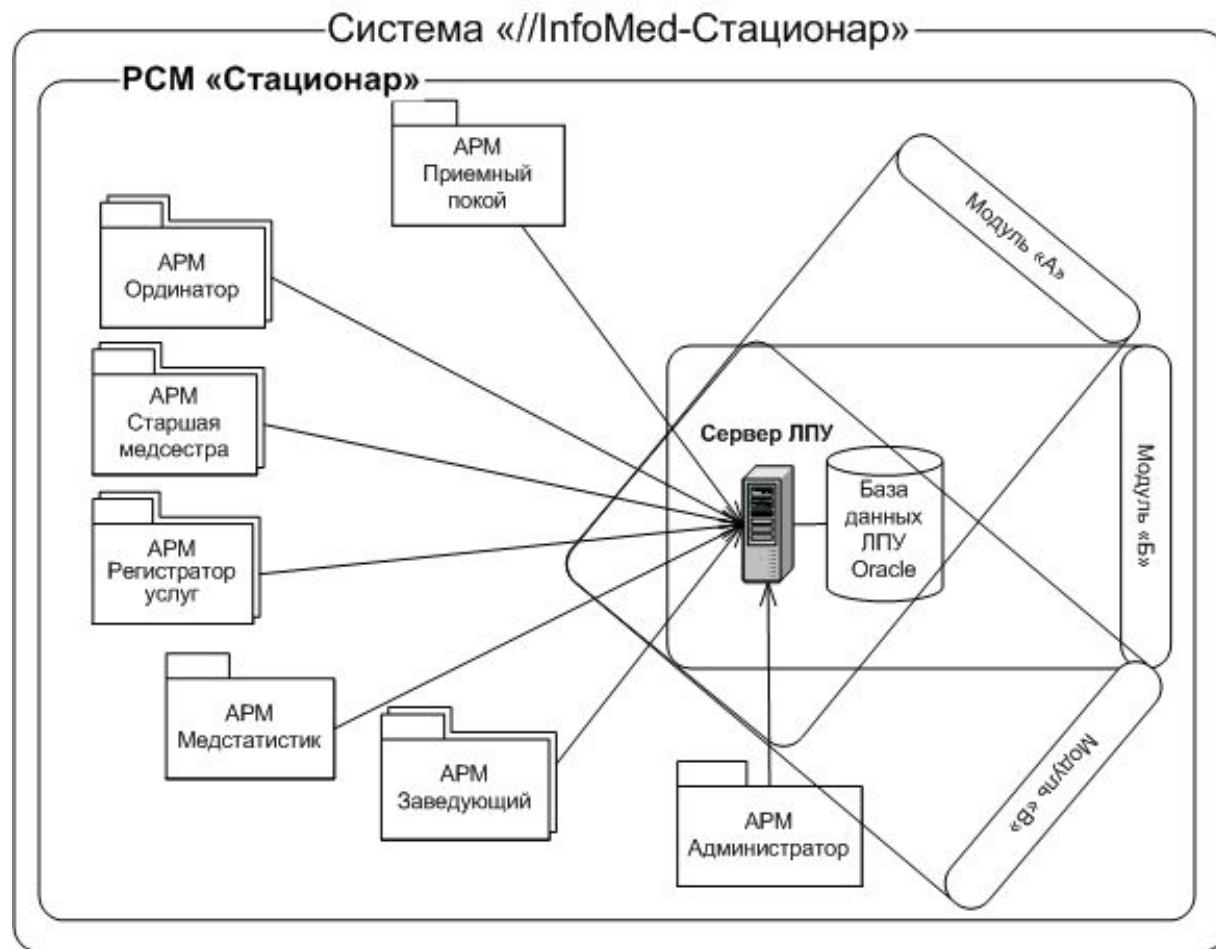 Система «//InfoMed-Стационар»
РСМ «Стационар»
АРМ
Приемный
покой
АРМ
Ординатор
АРМ
Старшая
медсестра
АРМ
Регистратор
услуг
АРМ
Медстатистик
АРМ
Заведующий
АРМ
Администратор
Сервер ЛПУ
База
данных
ЛПУ
Oracle
Модуль «А»
Модуль «Б»
Модуль «В»